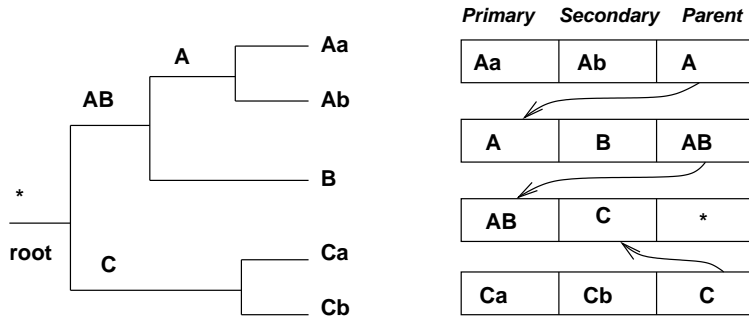 Aa
A
AB
Ab
B
*
root
C
Ca
Cb
Primary Secondary Parent
Aa Ab A
A B AB
AB C *
Ca Cb C